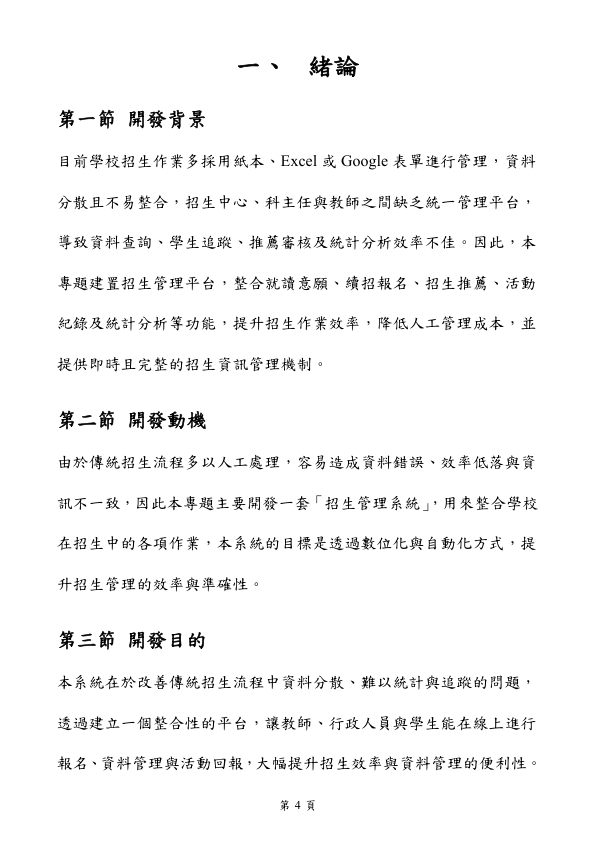 一、　緒論
第一節 開發背景
目前學校招生作業多採用紙本、Excel 或 Google 表單進行管理，資料
分散且不易整合，招生中心、科主任與教師之間缺乏統一管理平台，
導致資料查詢、學生追蹤、推薦審核及統計分析效率不佳。因此，本
專題建置招生管理平台，整合就讀意願、續招報名、招生推薦、活動
紀錄及統計分析等功能，提升招生作業效率，降低人工管理成本，並
提供即時且完整的招生資訊管理機制。
第二節 開發動機
由於傳統招生流程多以人工處理，容易造成資料錯誤、效率低落與資
訊不一致，因此本專題主要開發一套「招生管理系統」，用來整合學校
在招生中的各項作業，本系統的目標是透過數位化與自動化方式，提
升招生管理的效率與準確性。
第三節 開發目的
本系統在於改善傳統招生流程中資料分散、難以統計與追蹤的問題，
透過建立一個整合性的平台，讓教師、行政人員與學生能在線上進行
報名、資料管理與活動回報，大幅提升招生效率與資料管理的便利性。
第 4 頁